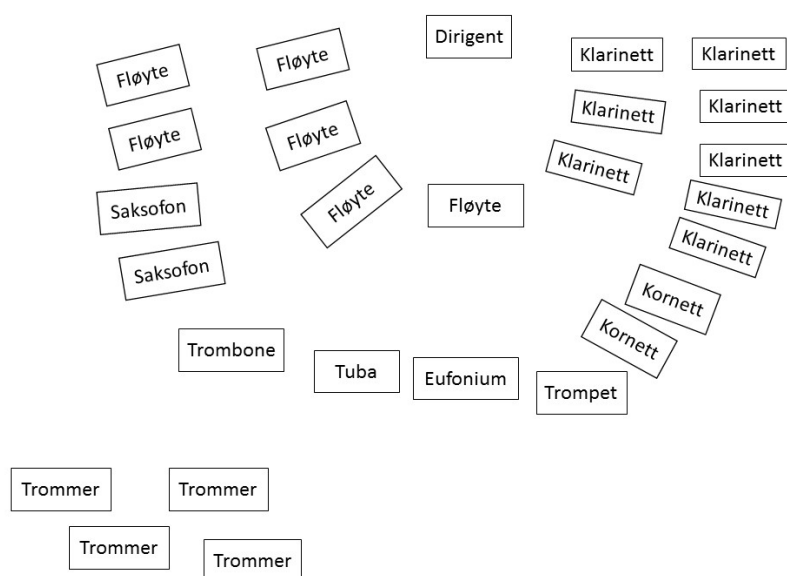 Dirigent
Fløyte
Fløyte
Klarinett
Klarinett
Fløyte
Fløyte
Klarinett
Klarinett
Klarinett
Klarinett
Saksofon
Fløyte
Fløyte
Klarinett
Klarinett
Saksofon
Kornett
Kornett
Trombone
Tuba
Eufonium
Trompet
Trommer
Trommer
Trommer
Trommer